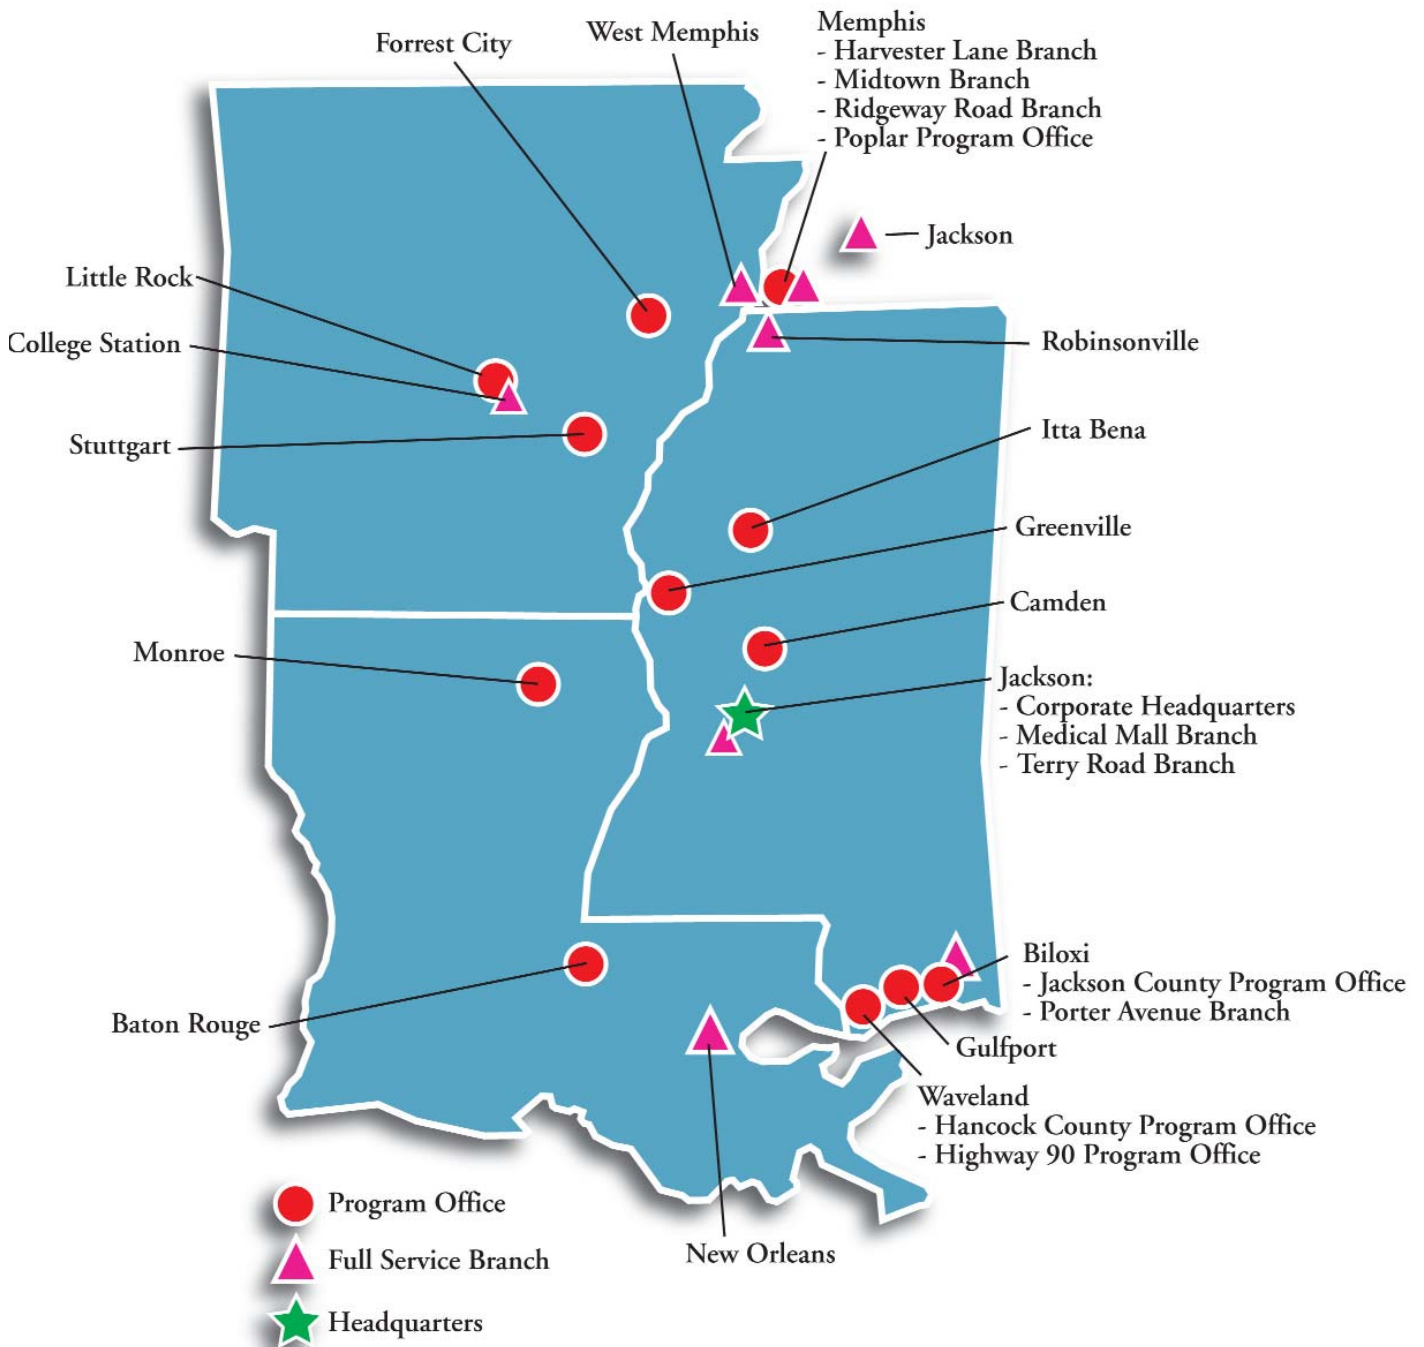 Forrest City
West Memphis
Memphis
- Harvester Lane Branch
- Midtown Branch
- Ridgeway Road Branch
- Poplar Program Office
Jackson
Little Rock
College Station
Stuttgart
Robinsonville
Itta Bena
Greenville
Camden
Monroe
Jackson:
- Corporate Headquarters
- Medical Mall Branch
- Terry Road Branch
Baton Rouge
Biloxi
- Jackson County Program Office
- Porter Avenue Branch
Gulfport
Waveland
- Hancock County Program Office
- Highway 90 Program Office
New Orleans
Program Office
Full Service Branch
Headquarters